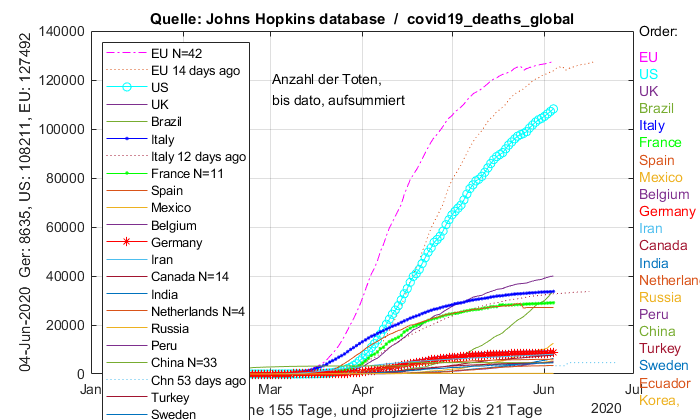 Quelle: Johns Hopkins database / covid19_deaths_global
04-Jun-2020 Ger: 8635, US: 108211, EU: 127492
140000
120000
100000
80000
60000
40000
20000
0
EU N=42
EU 14 days ago
US
UK
Brazil
Italy
Italy 12 days ago
France N=11
Spain
Mexico
Belgium
Germany
Iran
Canada N=14
India
Netherlands N=4
Russia
Peru
China N=33
Chn 53 days ago
Turkey
Sweden
Anzahl der Toten,
bis dato, aufsummiert
Jan
Mar
Apr
May
Jun
Jul
ne 155 Tage, und projizierte 12 bis 21 Tage
2020
Order:
EU
US
UK
Brazil
Italy
France
Spain
Mexico
Belgium
Germany
Iran
Canada
India
Netherlan
Russia
Peru
China
Turkey
Sweden
Ecuador
Korea,